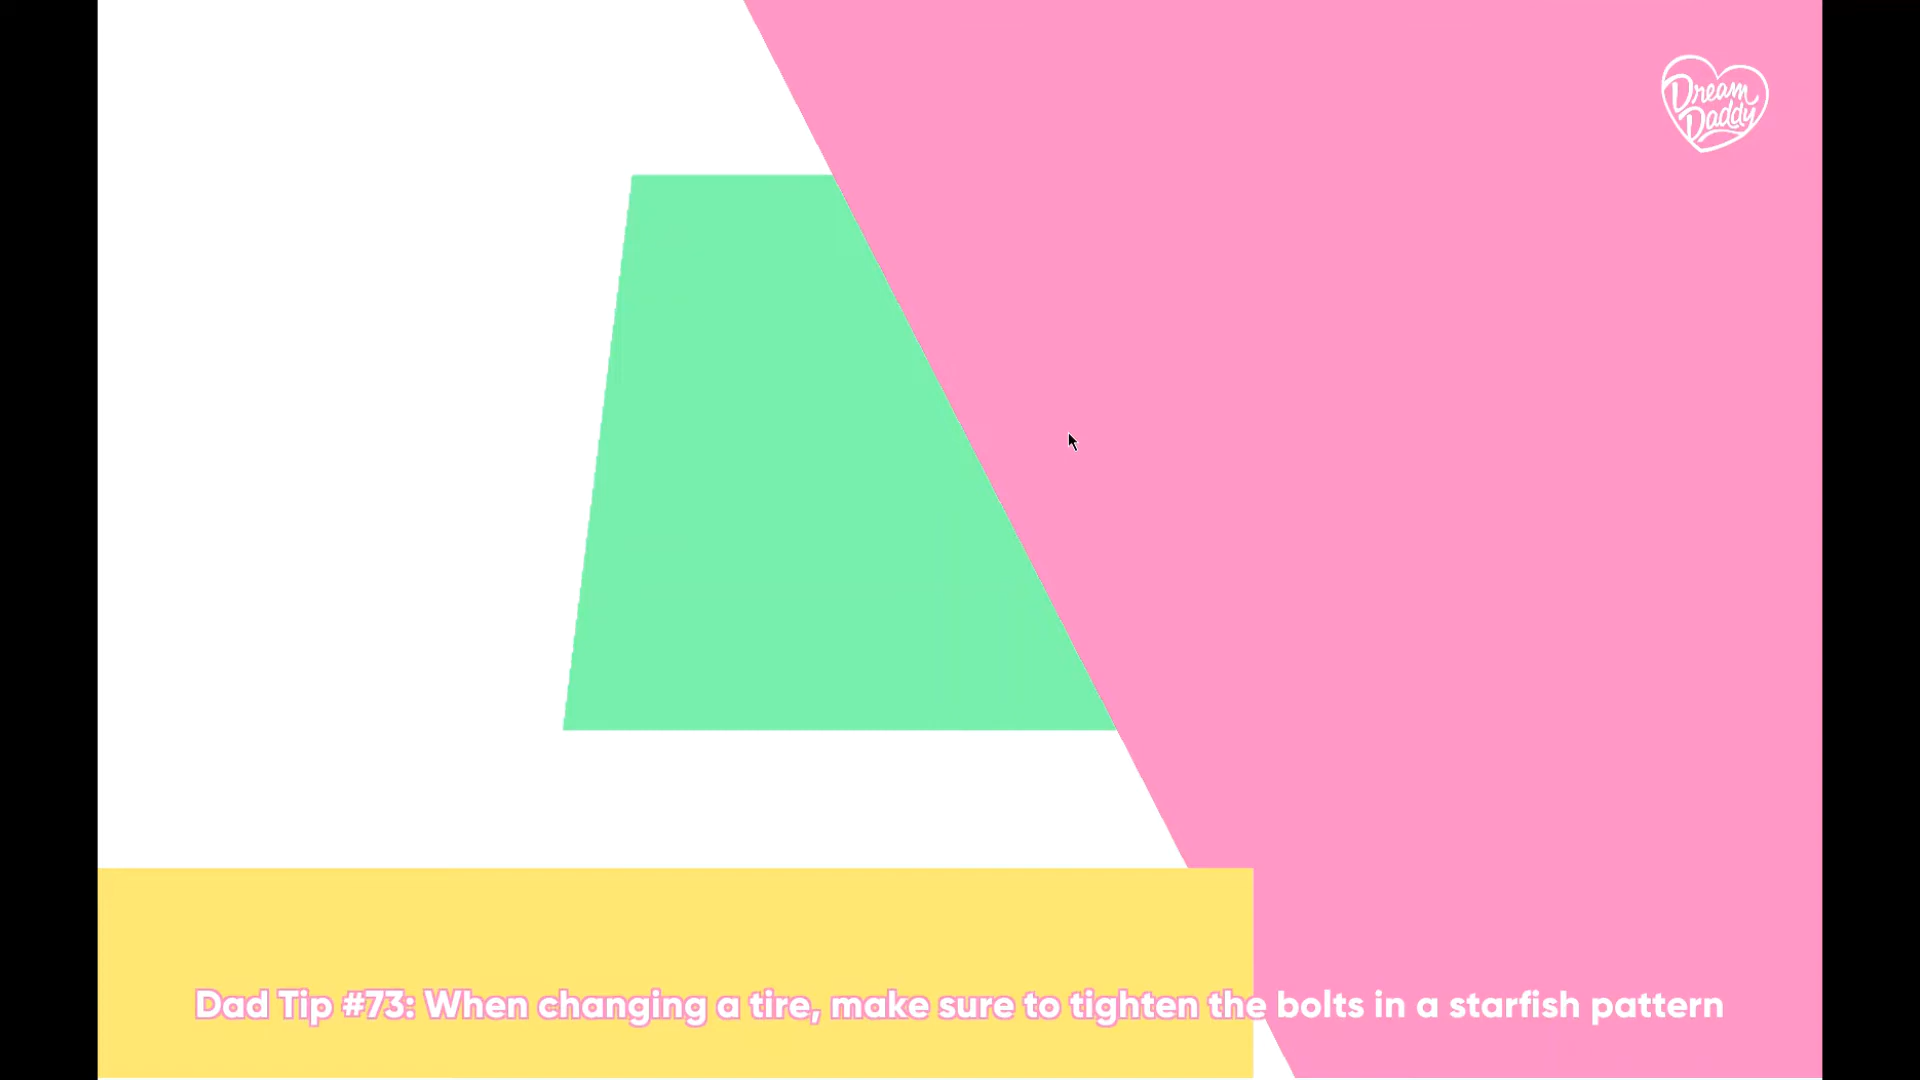 Dream
Daddy
Dad Tip #73: When changing a tire, make sure to tighten the bolts in a starfish pattern